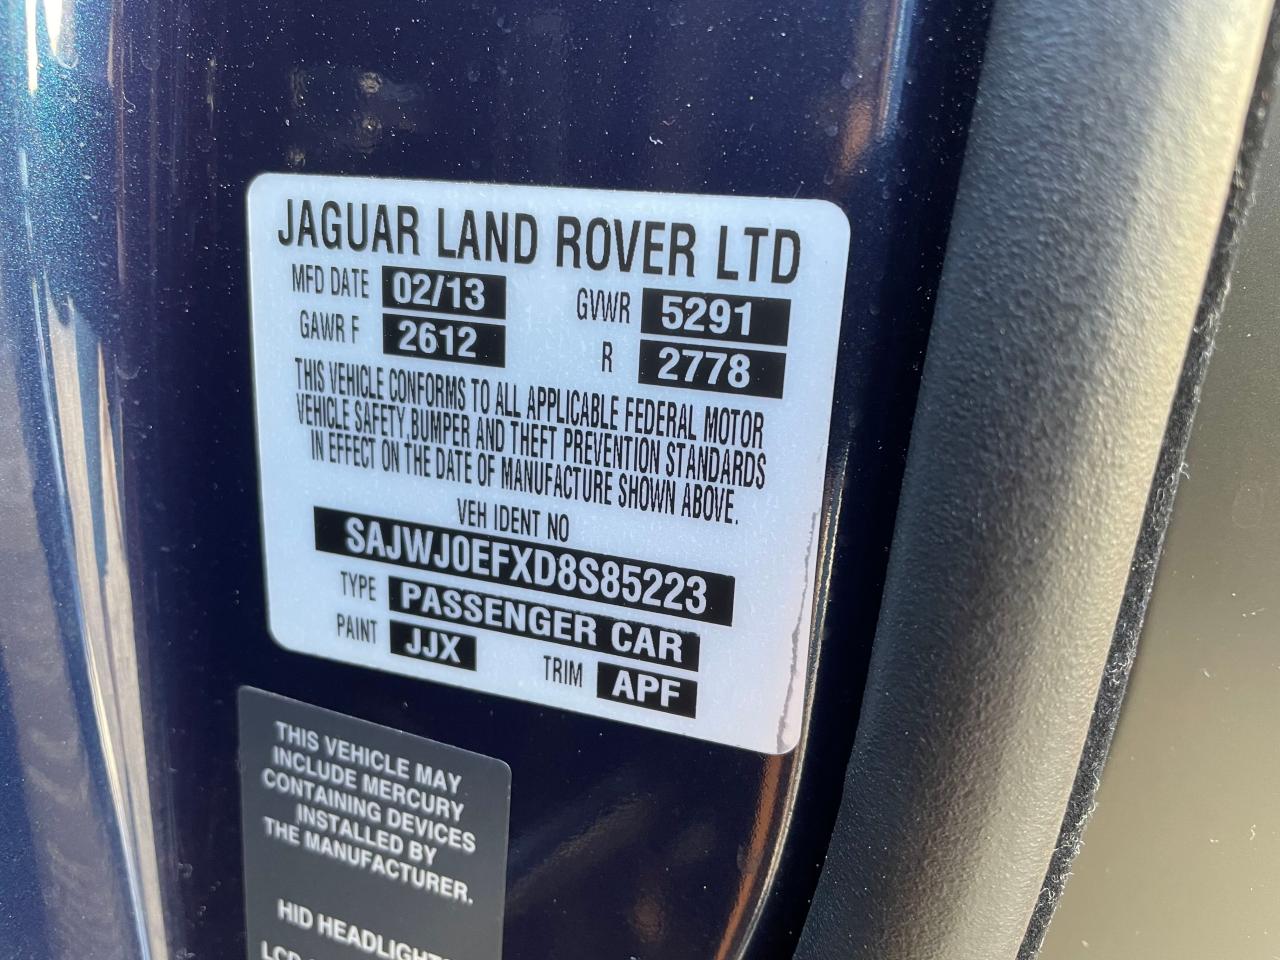 JAGUAR LAND ROVER LTD
MFD DATE 02/13 GVWR 5291
GAWR F 2612 R 2778
THIS VEHICLE CONFORMS TO ALL APPLICABLE FEDERAL MOTOR
VEHICLE SAFETY,BUMPER AND THEFT PREVENTION STANDARDS
IN EFFECT ON THE DATE OF MANUFACTURE SHOWN ABOVE.
VEH IDENT NO
SAJWJ0EFXD8S85223
TYPE PASSENGER CAR
PAINT JJX TRIM APF
THIS VEHICLE MAY
INCLUDE MERCURY
CONTAINING DEVICES
INSTALLED BY
THE MANUFACTURER.
HID HEADLIGHTS
LCD